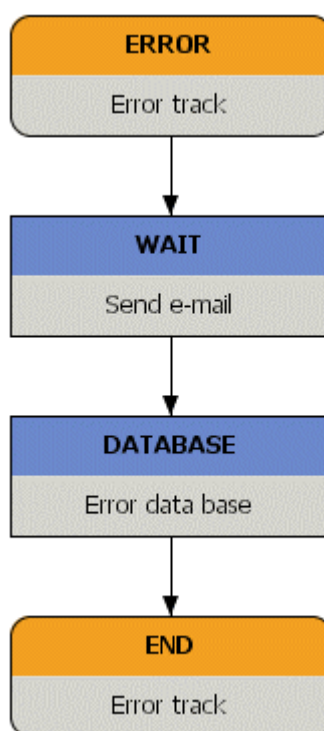 ERROR
Error track
WAIT
Send e-mail
DATABASE
Error data base
END
Error track